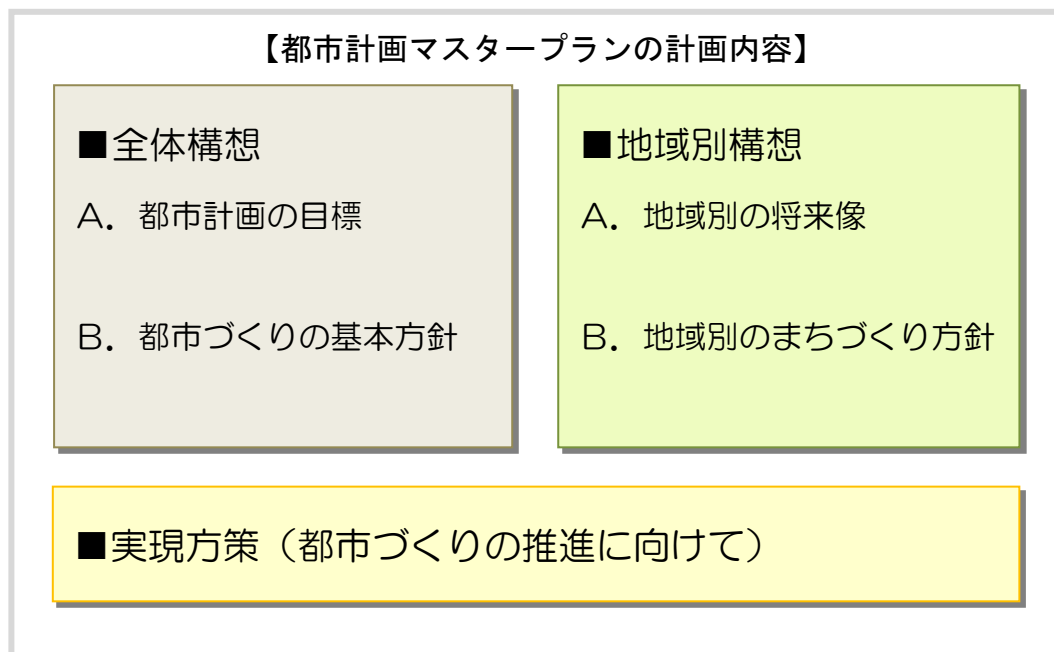 【都市計画マスタープランの計画内容】
■全体構想
A．都市計画の目標
B．都市づくりの基本方針
■地域別構想
A．地域別の将来像
B．地域別のまちづくり方針
■実現方策（都市づくりの推進に向けて）